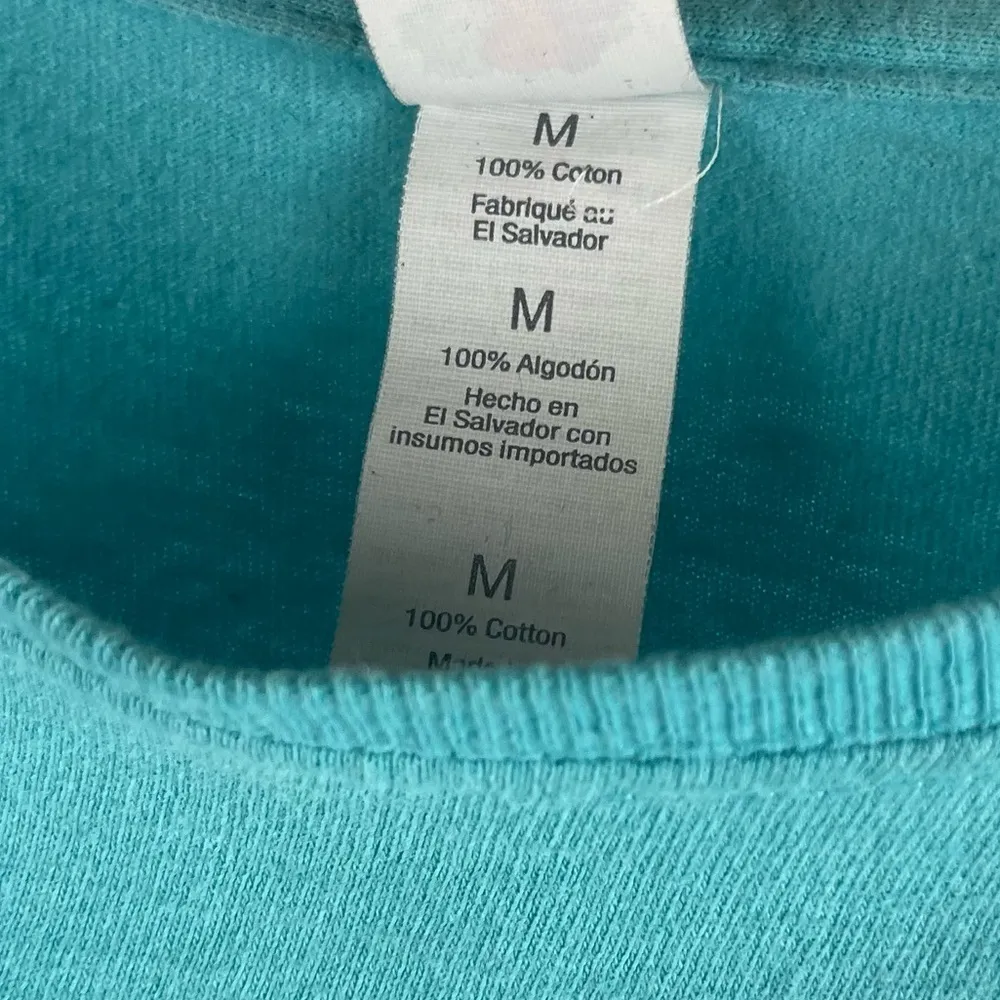 M
100% Coton
Fabriqué au
El Salvador
M
100% Algodón
Hecho en
El Salvador con
insumos importados
M
100% Cotton